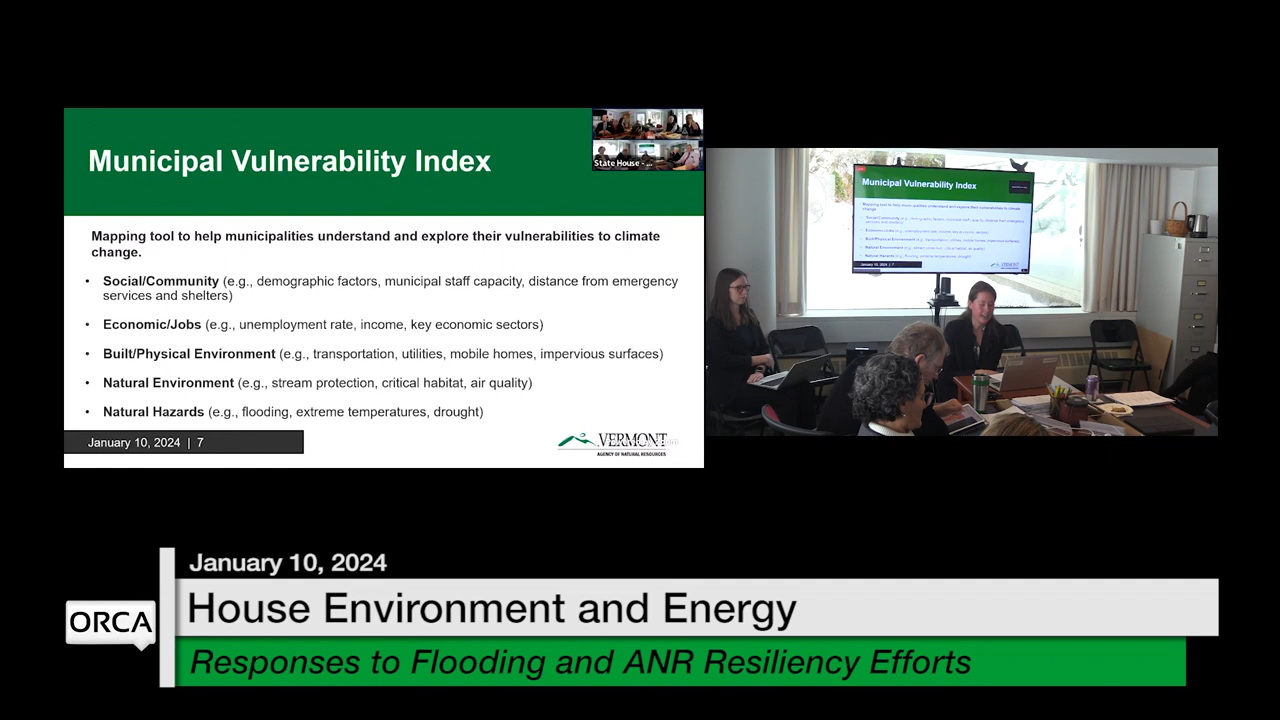 Municipal Vulnerability Index
State House - ...
Mapping tool to help municipalities understand and explore their vulnerabilities to climate
change.
• Social/Community (e.g., demographic factors, municipal staff capacity, distance from emergency
services and shelters)
• Economic/Jobs (e.g., unemployment rate, income, key economic sectors)
• Built/Physical Environment (e.g., transportation, utilities, mobile homes, impervious surfaces)
• Natural Environment (e.g., stream protection, critical habitat, air quality)
• Natural Hazards (e.g., flooding, extreme temperatures, drought)
January 10, 2024 | 7
VERMONT
AGENCY OF NATURAL RESOURCES
Municipal Vulnerability Index
January 10, 2024
House Environment and Energy
ORCA
Responses to Flooding and ANR Resiliency Efforts